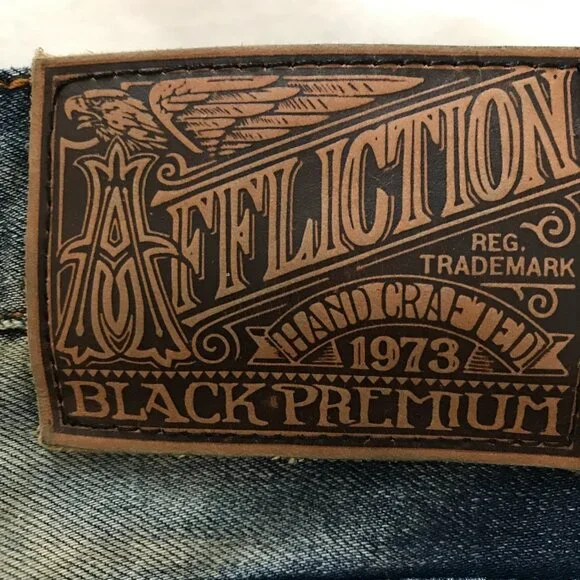 AFFLICTION
REG.
TRADEMARK
HAND CRAFTED
1973
BLACK PREMIUM